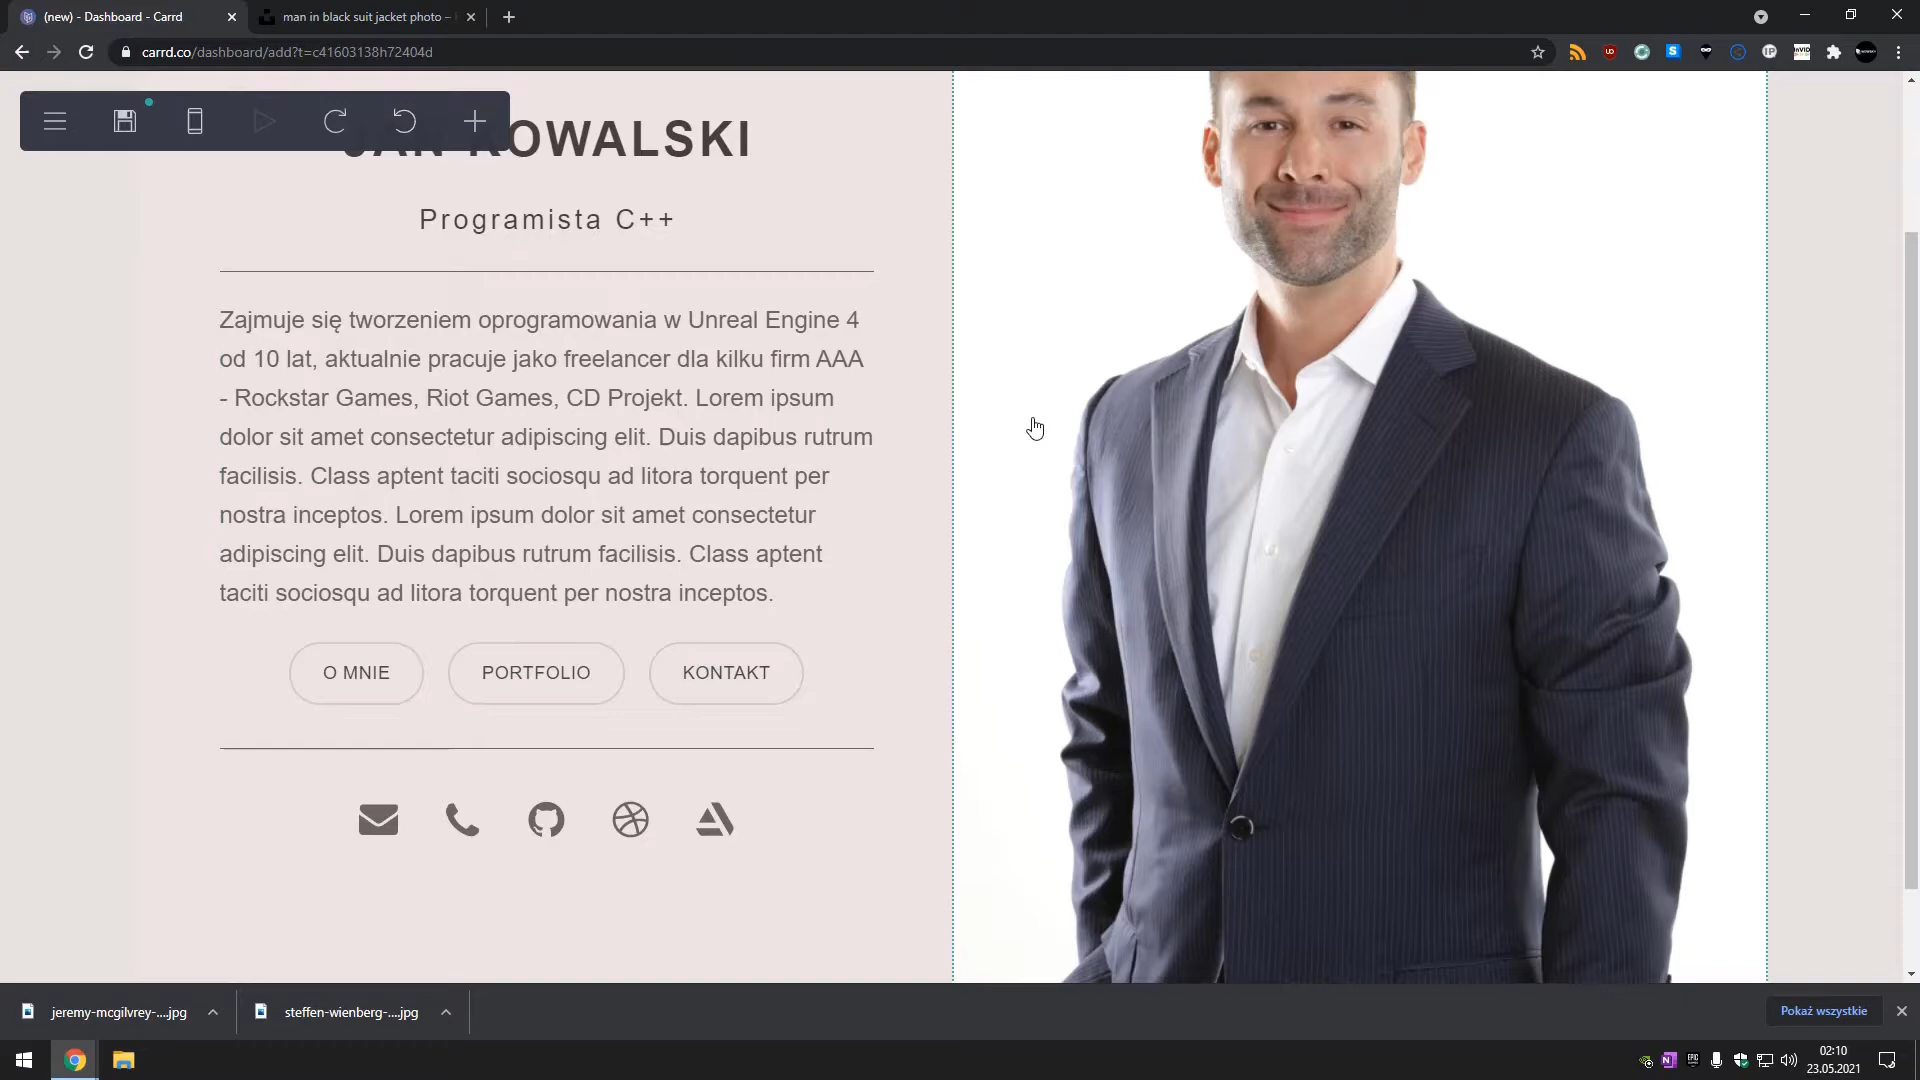 (new) - Dashboard - Carrd
man in black suit jacket photo –
carrd.co/dashboard/add?t=c41603138h72404d
JAN KOWALSKI
Programista C++
Zajmuje się tworzeniem oprogramowania w Unreal Engine 4
od 10 lat, aktualnie pracuje jako freelancer dla kilku firm AAA
- Rockstar Games, Riot Games, CD Projekt. Lorem ipsum
dolor sit amet consectetur adipiscing elit. Duis dapibus rutrum
facilisis. Class aptent taciti sociosqu ad litora torquent per
nostra inceptos. Lorem ipsum dolor sit amet consectetur
adipiscing elit. Duis dapibus rutrum facilisis. Class aptent
taciti sociosqu ad litora torquent per nostra inceptos.
O MNIE
PORTFOLIO
KONTAKT
jeremy-mcgilvrey-....jpg
steffen-wienberg-....jpg
Pokaż wszystkie
02:10
23.05.2021